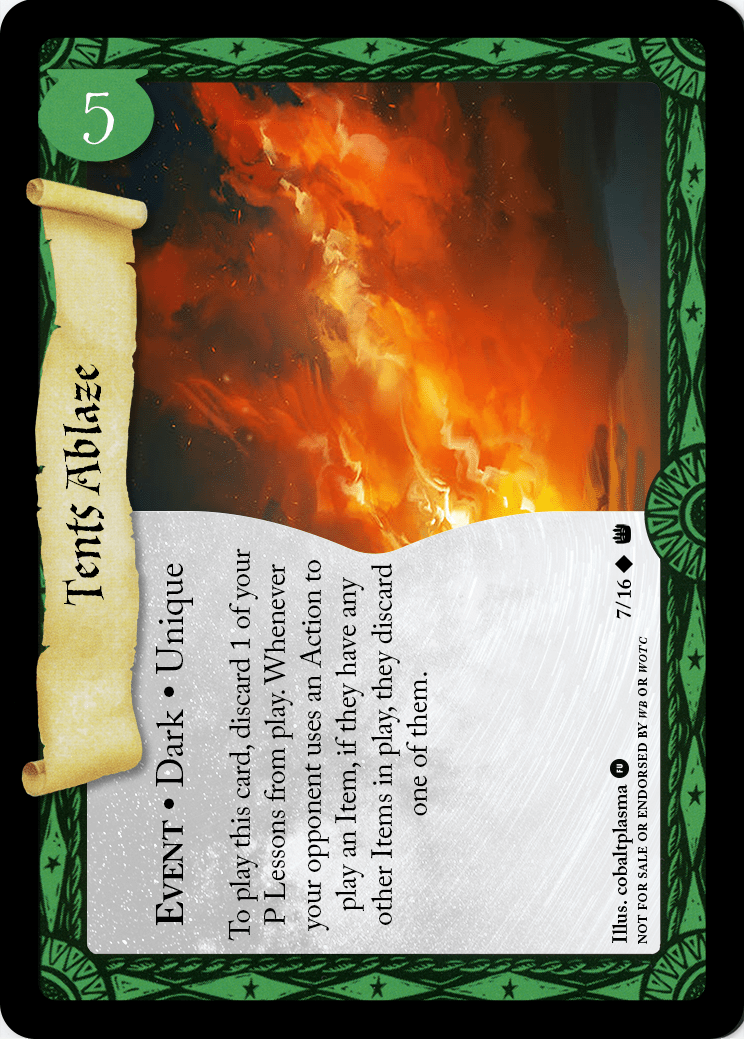 5
Tents Ablaze
EVENT • Dark • Unique
To play this card, discard 1 of your
P Lessons from play. Whenever
your opponent uses an Action to
play an Item, if they have any
other Items in play, they discard
one of them.
Illus. cobaltplasma FU
7/16
NOT FOR SALE OR ENDORSED BY WB OR WOTC